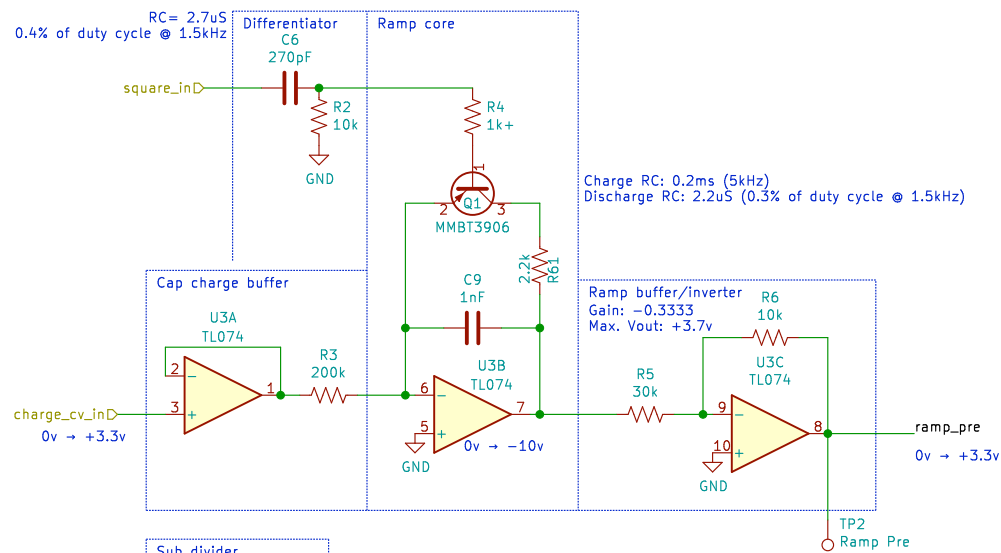 RC= 2.7uS
0.4% of duty cycle @ 1.5kHz
Differentiator
Ramp core
C6
270pF
square_in
R2
10k
GND
R4
1k+
1
2
Q1
3
MMBT3906
Charge RC: 0.2ms (5kHz)
Discharge RC: 2.2uS (0.3% of duty cycle @ 1.5kHz)
2.2k
R61
Cap charge buffer
C9
1nF
Ramp buffer/inverter
Gain: -0.3333
Max. Vout: +3.7v
R6
10k
U3A
TL074
R3
200k
U3B
TL074
U3C
TL074
R5
30k
2
−
1
3
+
charge_cv_in
0v → +3.3v
6
−
7
5
+
GND
0v → -10v
9
−
8
10
+
GND
ramp_pre
0v → +3.3v
TP2
Ramp Pre
Sub divider